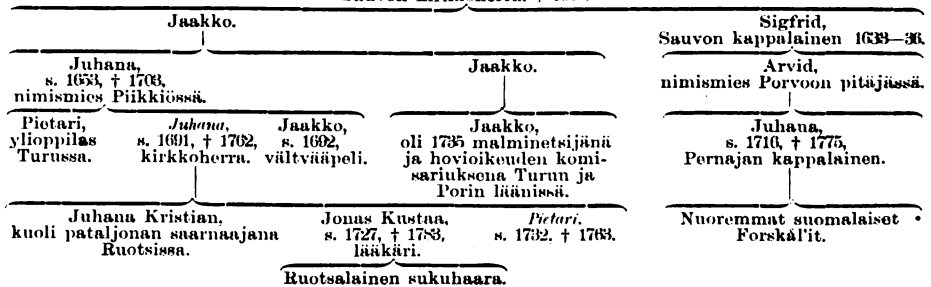 Jaakko.
Sigfrid,
Sauvon kappalainen 1633—36.
Juhana,
s. 1653, † 1703,
nimismies Piikkiössä.
Jaakko.
Arvid,
nimismies Porvoon pitäjässä.
Pietari,
ylioppilas
Turussa.
Juhana,
s. 1691, † 1762,
kirkkoherra.
Jaakko,
s. 1692,
vältvääpeli.
Jaakko,
oli 1735 malminetsijänä
ja hovioikeuden komi-
sariuksena Turun ja
Porin läänissä.
Juhana,
s. 1716, † 1775,
Pernajan kappalainen.
Juhana Kristian,
kuoli pataljonan saarnaajana
Ruotsissa.
Jonas Kustaa,
s. 1727, † 1783,
lääkäri.
Pietari.
s. 1732. † 1763.
Nuoremmat suomalaiset
Forskål'it.
Ruotsalainen sukuhaara.